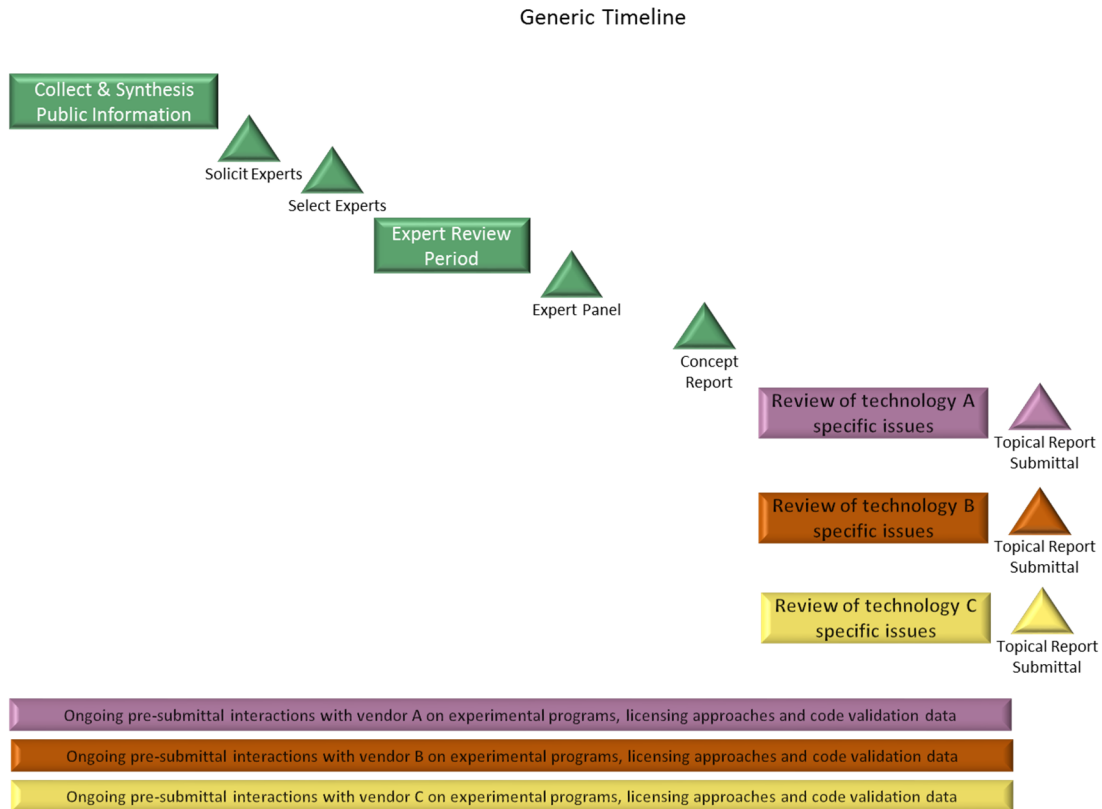 Generic Timeline
Collect & Synthesis
Public Information
Solicit Experts
Select Experts
Expert Review
Period
Expert Panel
Concept
Report
Review of technology A
specific issues
Topical Report
Submittal
Review of technology B
specific issues
Topical Report
Submittal
Review of technology C
specific issues
Topical Report
Submittal
Ongoing pre-submittal interactions with vendor A on experimental programs, licensing approaches and code validation data
Ongoing pre-submittal interactions with vendor B on experimental programs, licensing approaches and code validation data
Ongoing pre-submittal interactions with vendor C on experimental programs, licensing approaches and code validation data